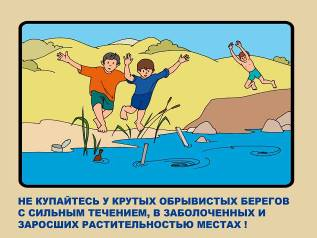 НЕ КУПАЙТЕСЬ У КРУТЫХ ОБРЫВИСТЫХ БЕРЕГОВ
С СИЛЬНЫМ ТЕЧЕНИЕМ, В ЗАБОЛОЧЕННЫХ И
ЗАРОСШИХ РАСТИТЕЛЬНОСТЬЮ МЕСТАХ !